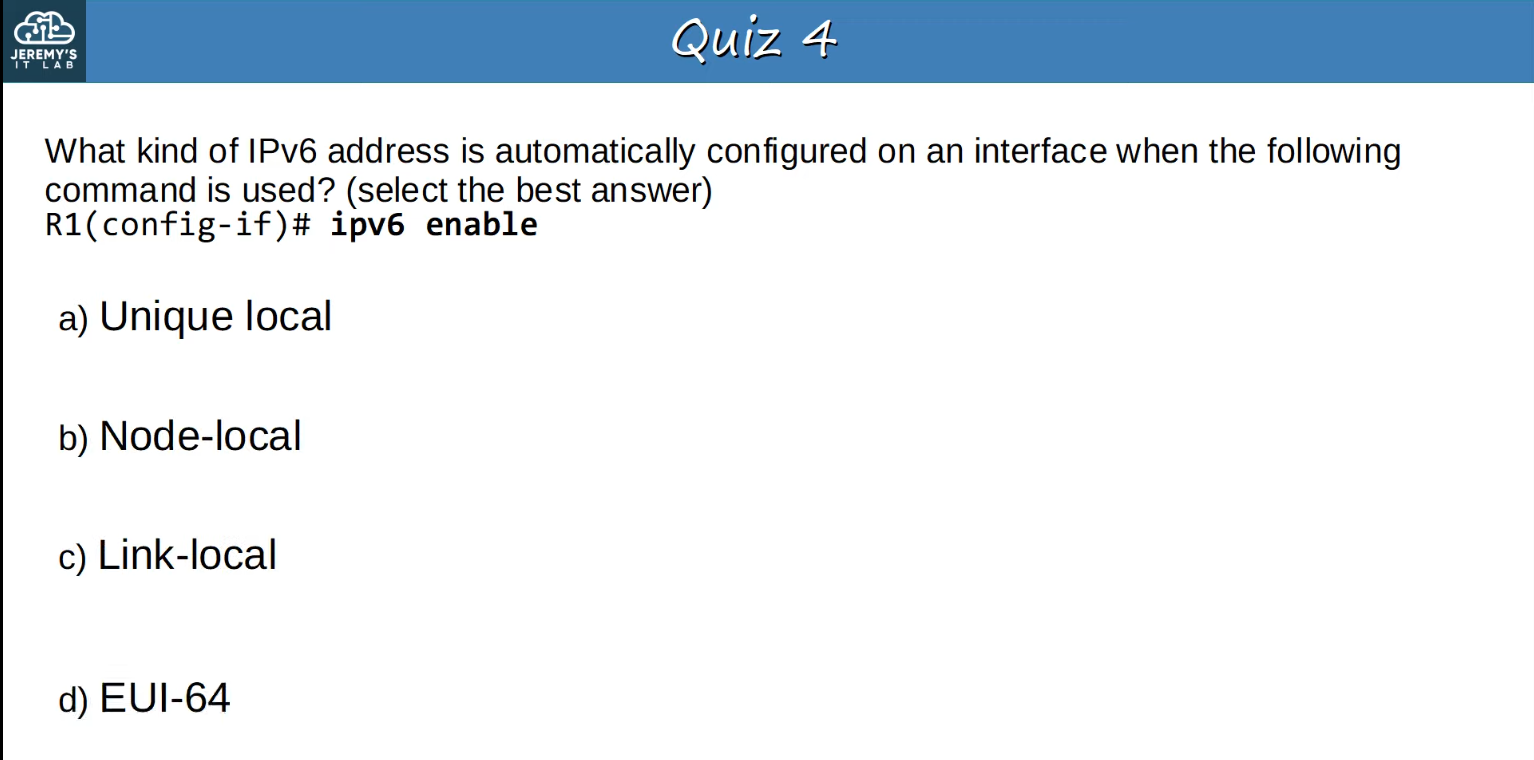 JEREMY'S
IT LAB
Quiz 4
What kind of IPv6 address is automatically configured on an interface when the following
command is used? (select the best answer)
R1(config-if)# ipv6 enable
a) Unique local
b) Node-local
c) Link-local
d) EUI-64